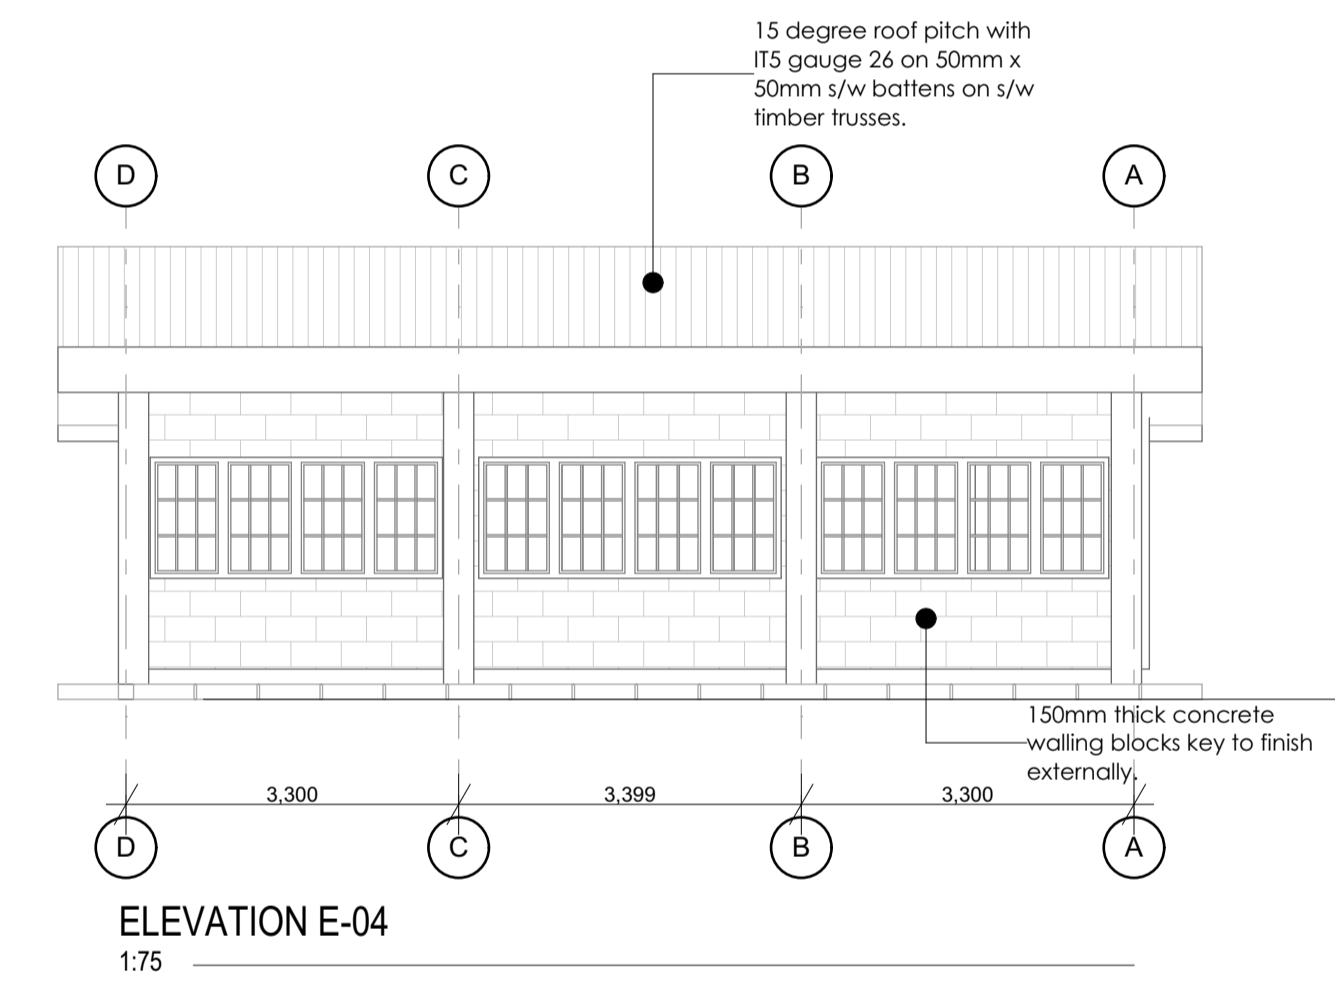 15 degree roof pitch with
IT5 gauge 26 on 50mm x
50mm s/w battens on s/w
timber trusses.
D
C
B
A
150mm thick concrete
walling blocks key to finish
externally.
3,300
3,399
3,300
D
C
B
A
ELEVATION E-04
1:75